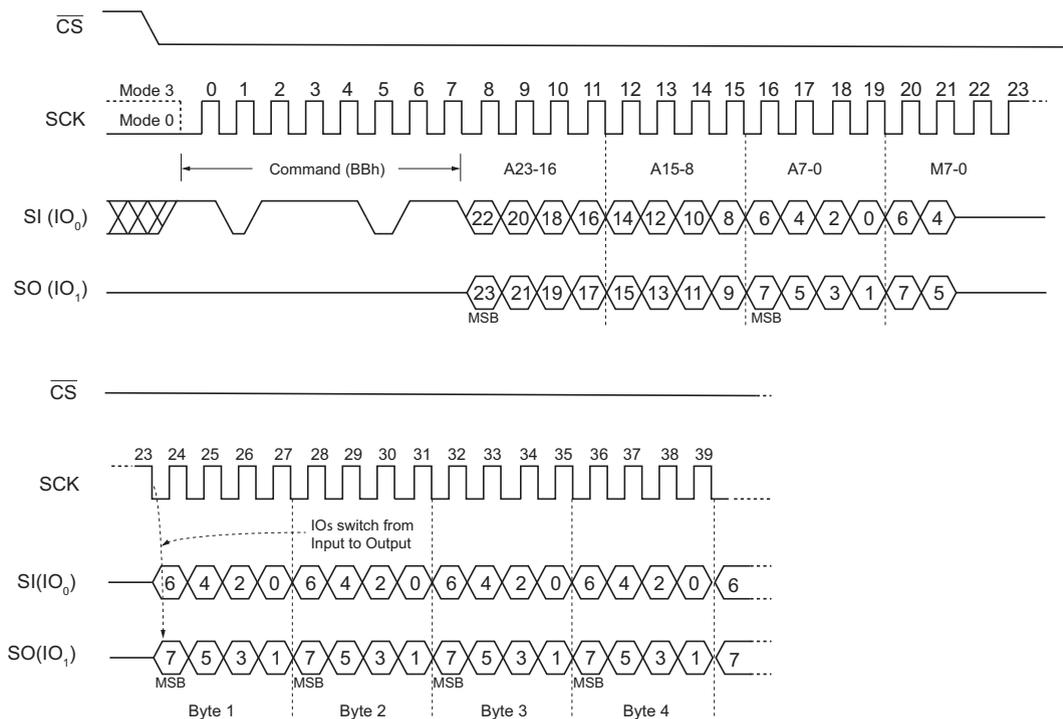 CS
Mode 3
Mode 0
SCK
0 1 2 3 4 5 6 7 8 9 10 11 12 13 14 15 16 17 18 19 20 21 22 23
Command (BBh) A23-16 A15-8 A7-0 M7-0
SI (IO0)
22 20 18 16 14 12 10 8 6 4 2 0 6 4
SO (IO1)
23 21 19 17 15 13 11 9 7 5 3 1 7 5
MSB MSB
CS
23 24 25 26 27 28 29 30 31 32 33 34 35 36 37 38 39
SCK
IOs switch from
Input to Output
SI(IO0)
6 4 2 0 6 4 2 0 6 4 2 0 6 4 2 0 6
SO(IO1)
7 5 3 1 7 5 3 1 7 5 3 1 7 5 3 1 7
MSB MSB MSB MSB
Byte 1 Byte 2 Byte 3 Byte 4